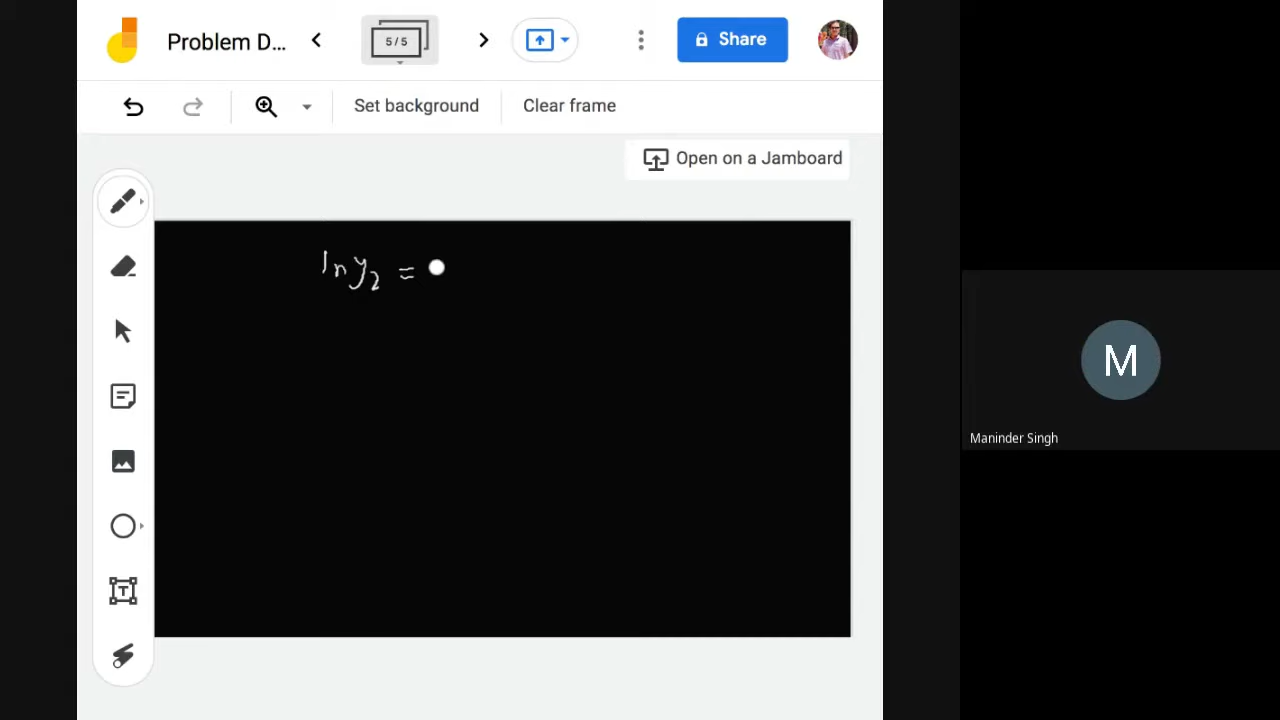 Problem D...
5/5
Share
Set background
Clear frame
Open on a Jamboard
ln y₂ =
T
M
Maninder Singh